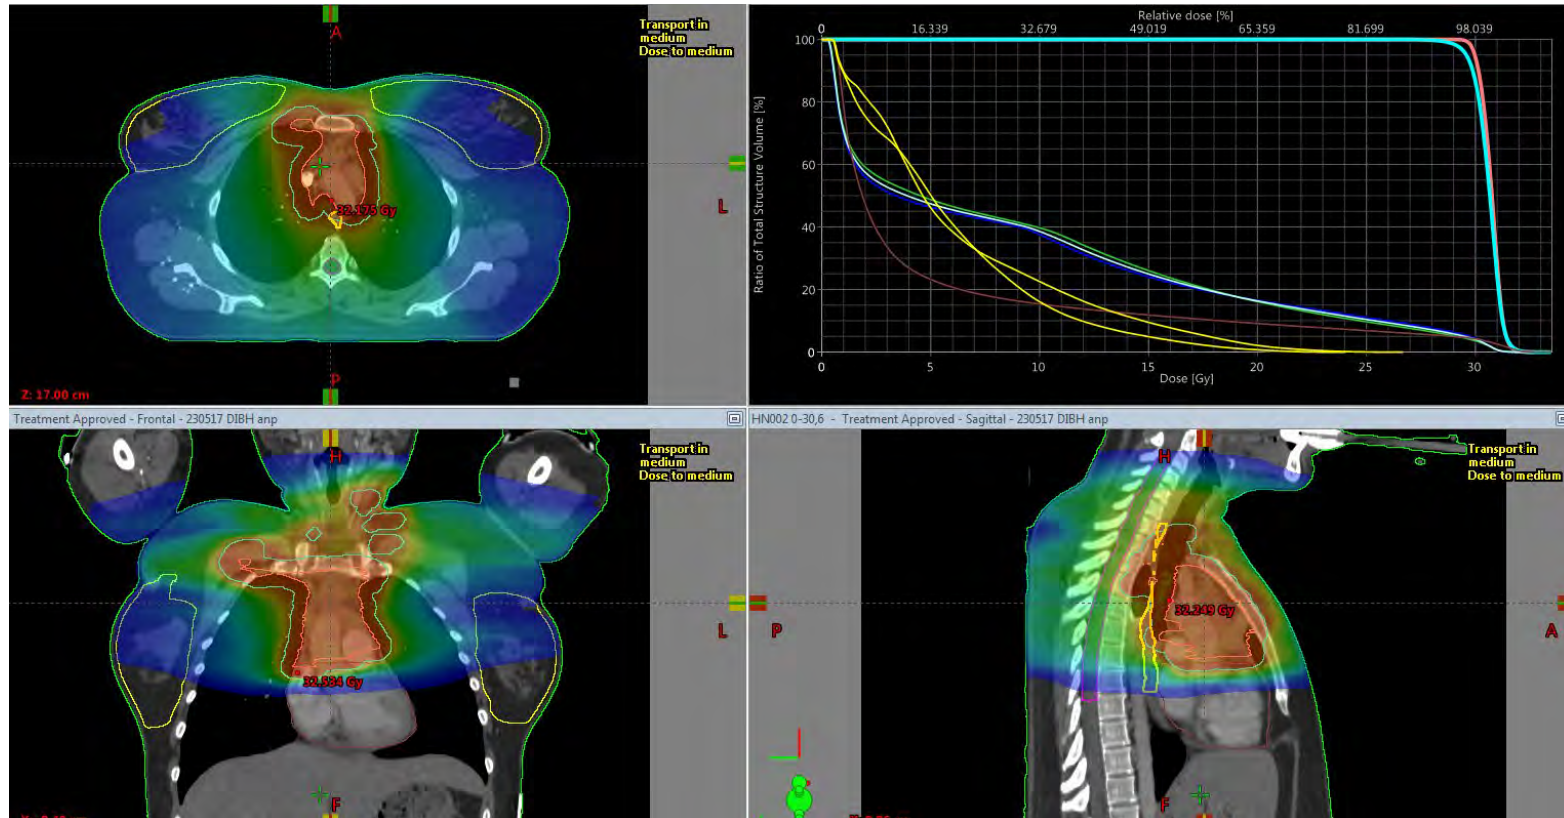 Transport in
medium
Dose to medium
A
L
32.175 Gy
P
Z: 17.00 cm
Relative dose [%]
0 16.339 32.679 49.019 65.359 81.699 98.039
Ratio of Total Structure Volume [%]
100
80
60
40
20
0
0 5 10 15 20 25 30
Dose [Gy]
Treatment Approved - Frontal - 230517 DIBH anp
Transport in
medium
Dose to medium
H
L
32.534 Gy
F
HN002 0-30,6 - Treatment Approved - Sagittal - 230517 DIBH anp
Transport in
medium
Dose to medium
H
P
32.249 Gy
A
F